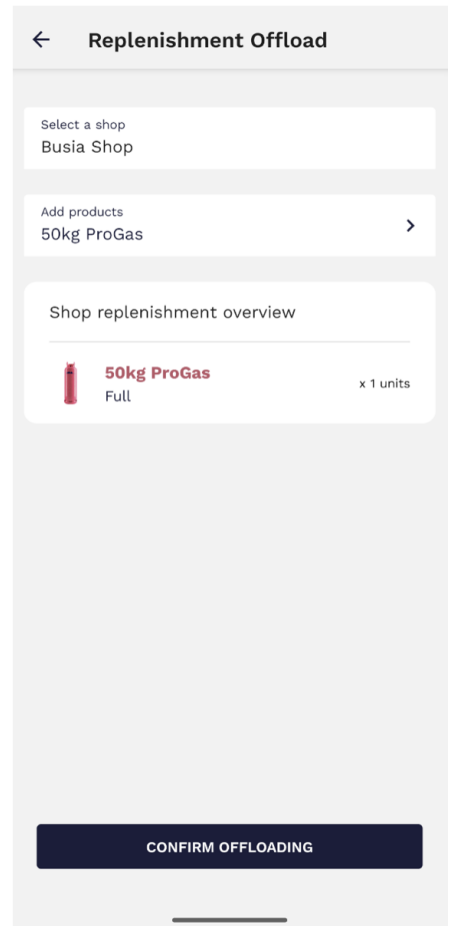 Replenishment Offload
Select a shop
Busia Shop
Add products
50kg ProGas
Shop replenishment overview
50kg ProGas
Full
x 1 units
CONFIRM OFFLOADING